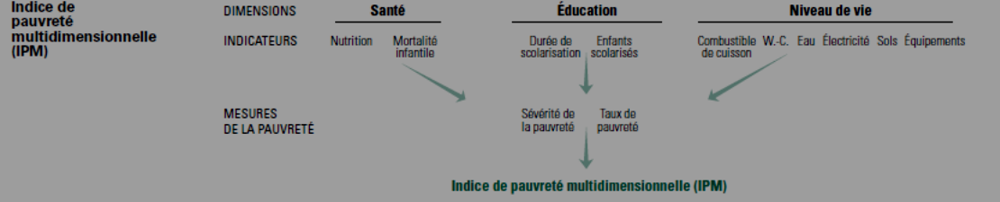 Indice de
pauvreté
multidimensionnelle
(IPM)
DIMENSIONS Santé Éducation Niveau de vie
INDICATEURS Nutrition Mortalité infantile Durée de scolarisation Enfants scolarisés Combustible de cuisson W.-C. Eau Électricité Sols Équipements
MESURES
DE LA PAUVRETÉ
Sévérité de la pauvreté Taux de pauvreté
Indice de pauvreté multidimensionnelle (IPM)